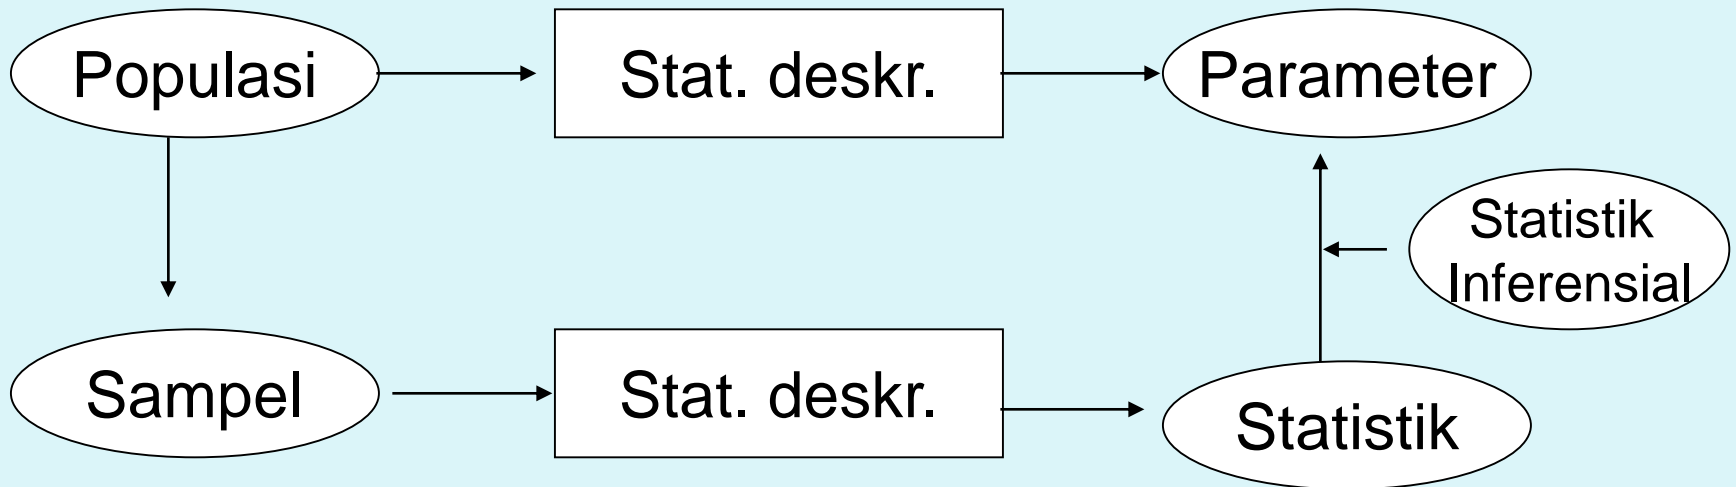 Populasi
Stat. deskr.
Parameter
Statistik
Inferensial
Sampel
Stat. deskr.
Statistik